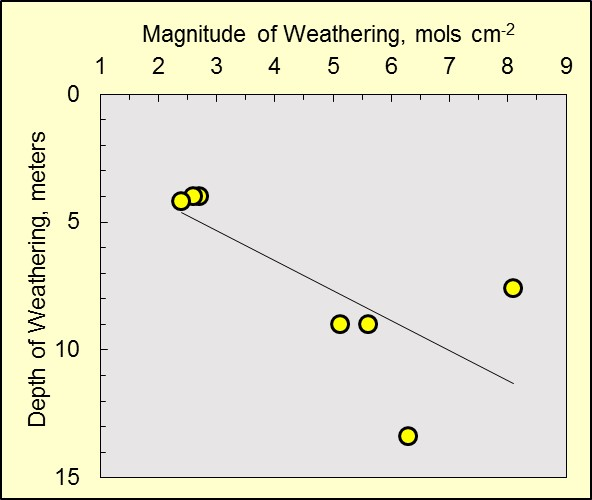 Magnitude of Weathering, mols cm-2
1 2 3 5 6 7 8 9
0
5
10
15
Depth of Weathering, meters